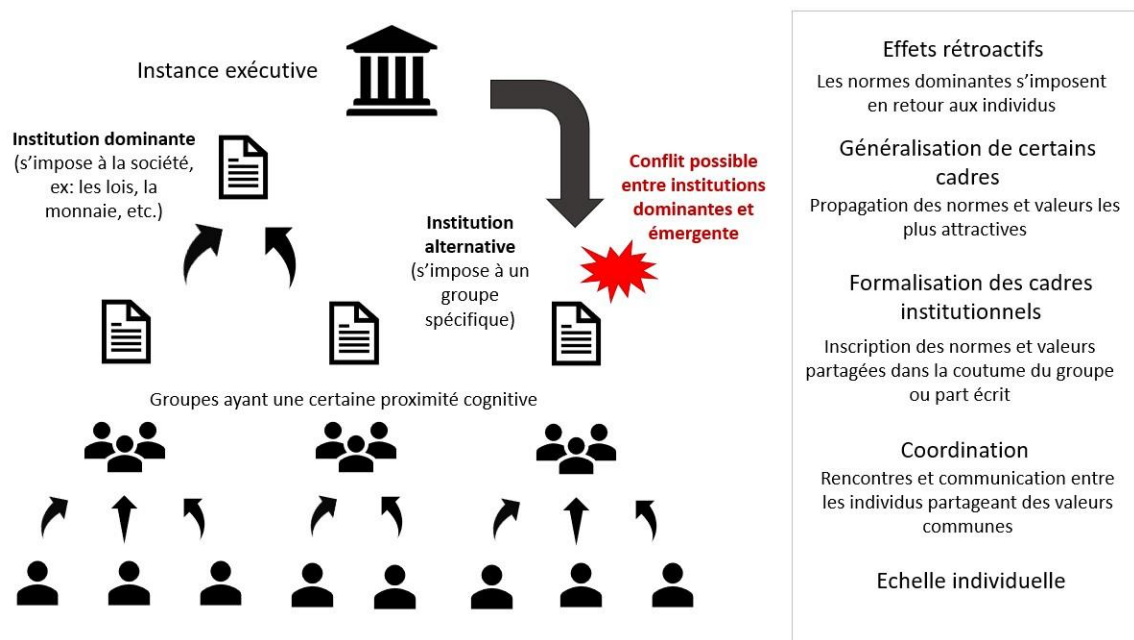 Instance exécutive
Institution dominante
(s’impose à la société,
ex: les lois, la
monnaie, etc.)
Conflit possible
entre institutions
dominantes et
émergente
Institution
alternative
(s’impose à un
groupe
spécifique)
Groupes ayant une certaine proximité cognitive
Effets rétroactifs
Les normes dominantes s’imposent
en retour aux individus
Généralisation de certains
cadres
Propagation des normes et valeurs les
plus attractives
Formalisation des cadres
institutionnels
Inscription des normes et valeurs
partagées dans la coutume du groupe
ou part écrit
Coordination
Rencontres et communication entre
les individus partageant des valeurs
communes
Echelle individuelle